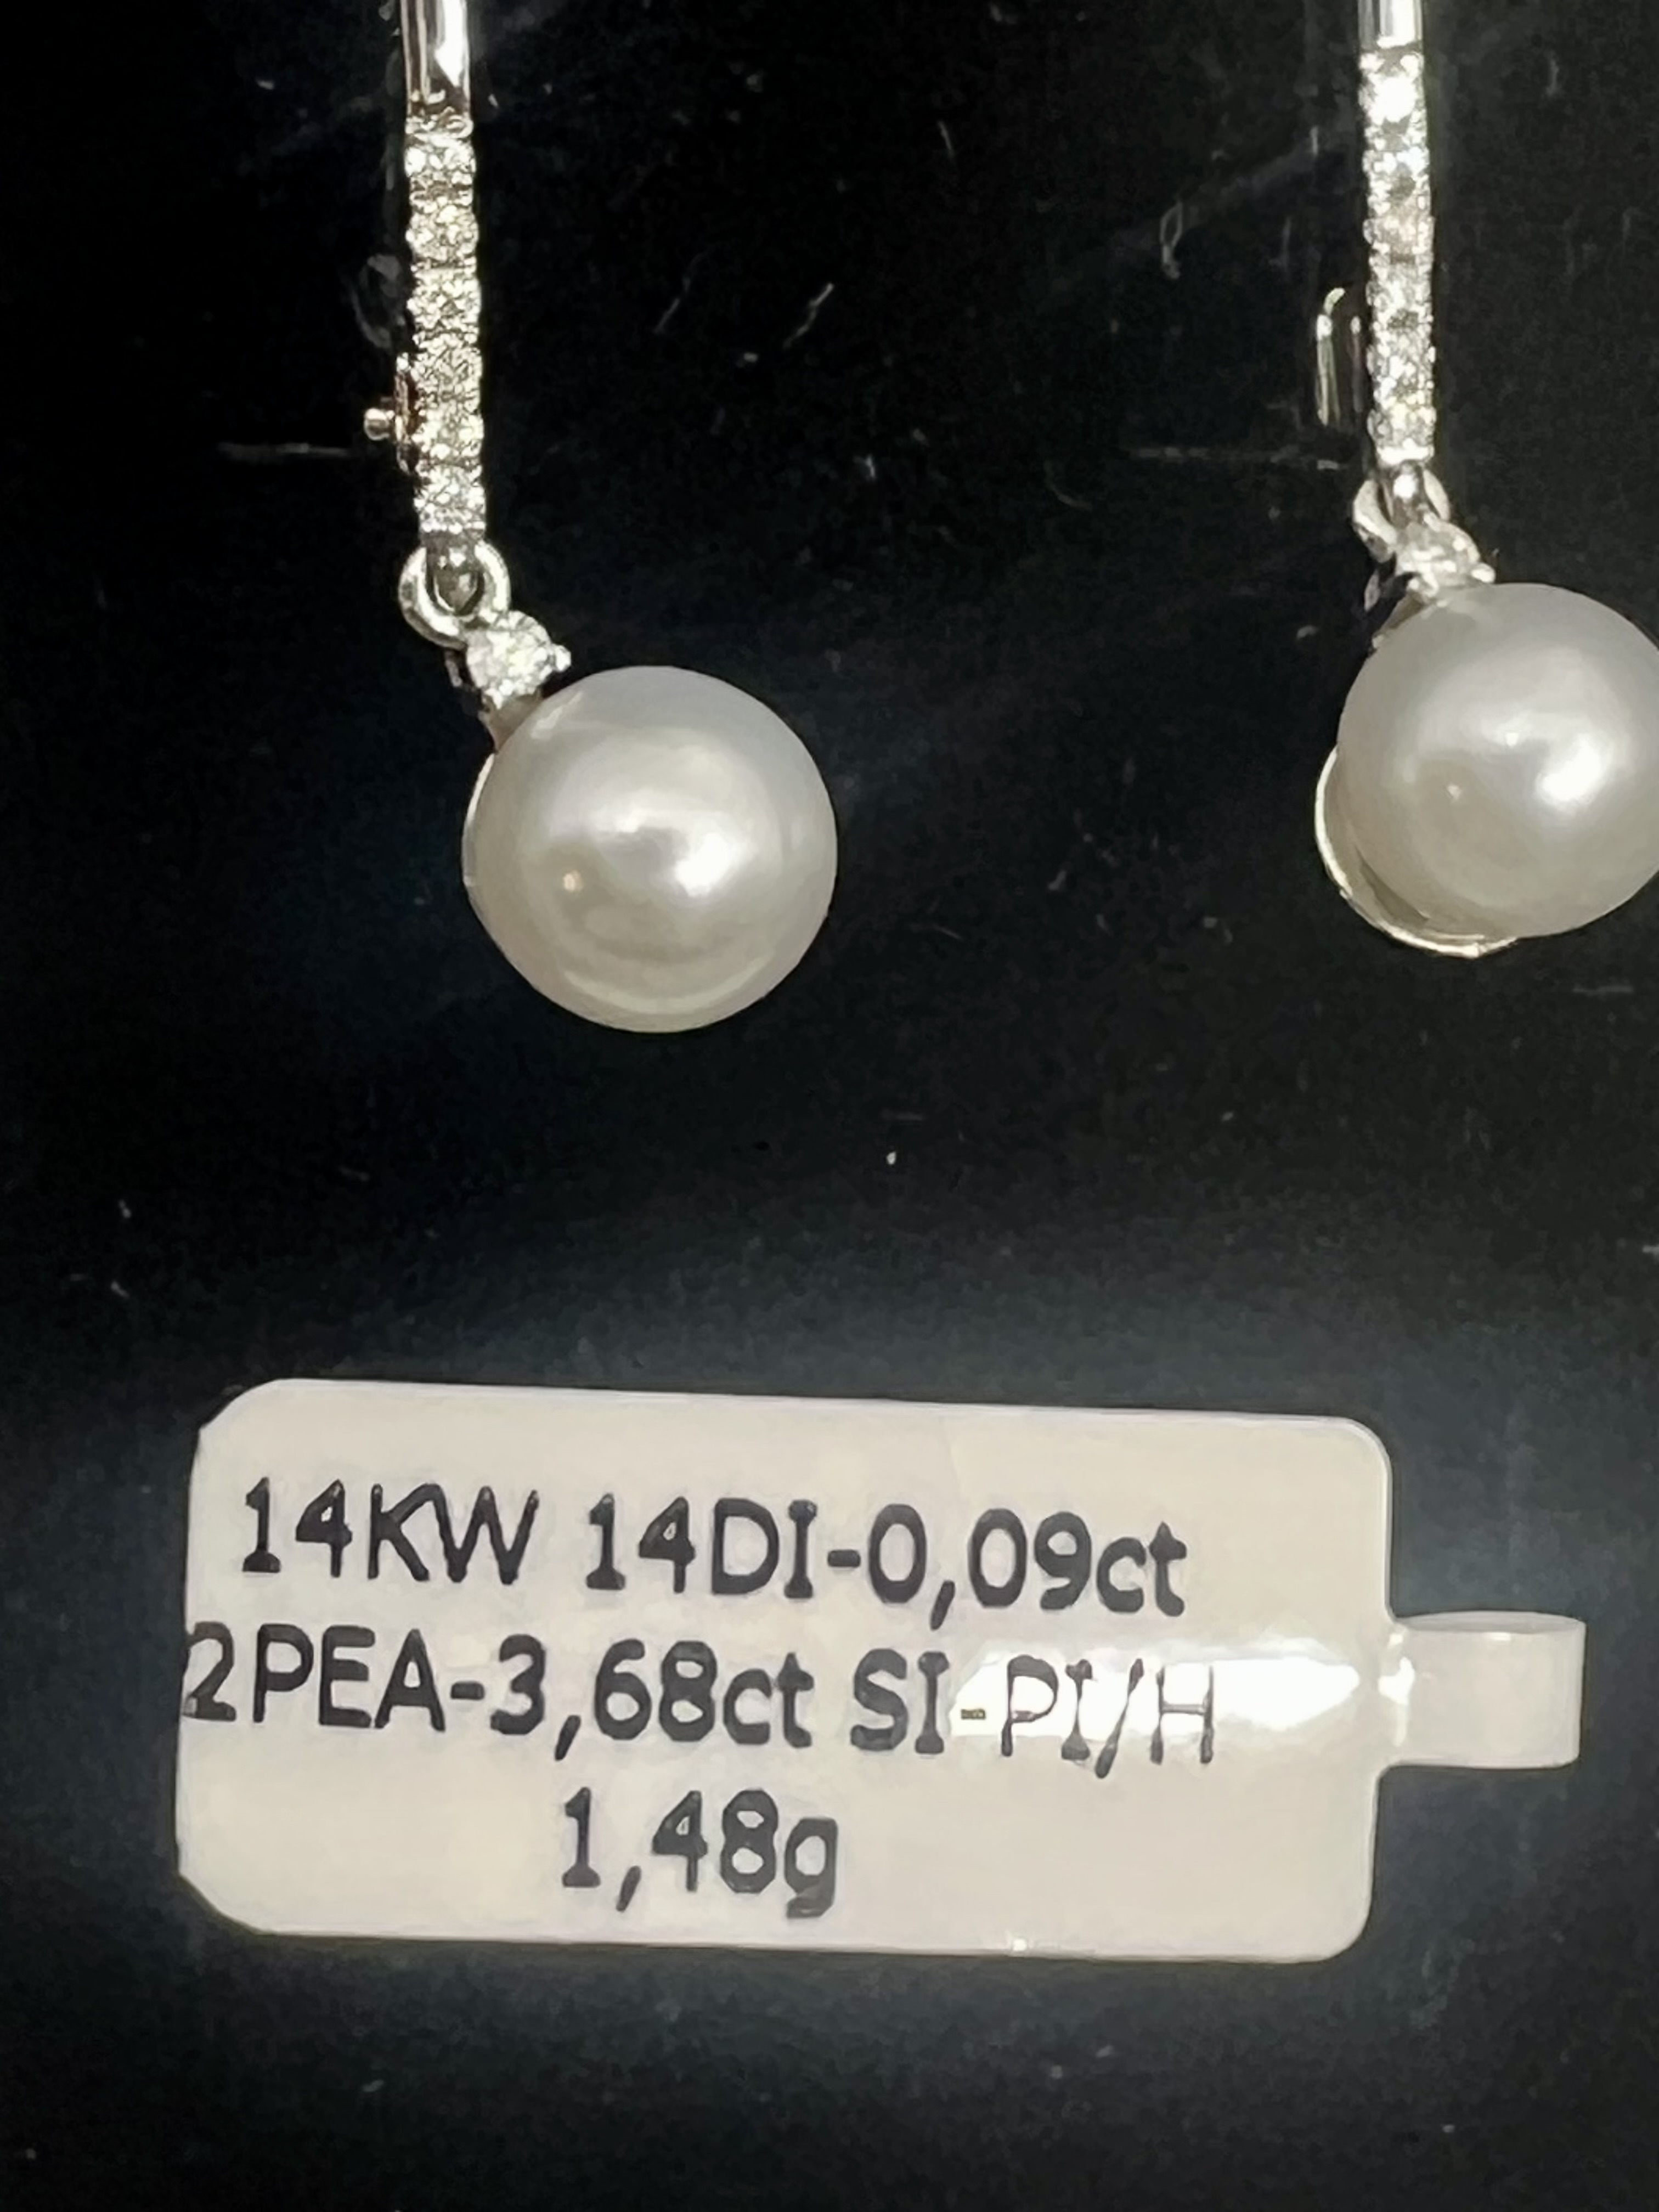 14KW 14DI-0,09ct
2PEA-3,68ct SI-PI/H
1,48g